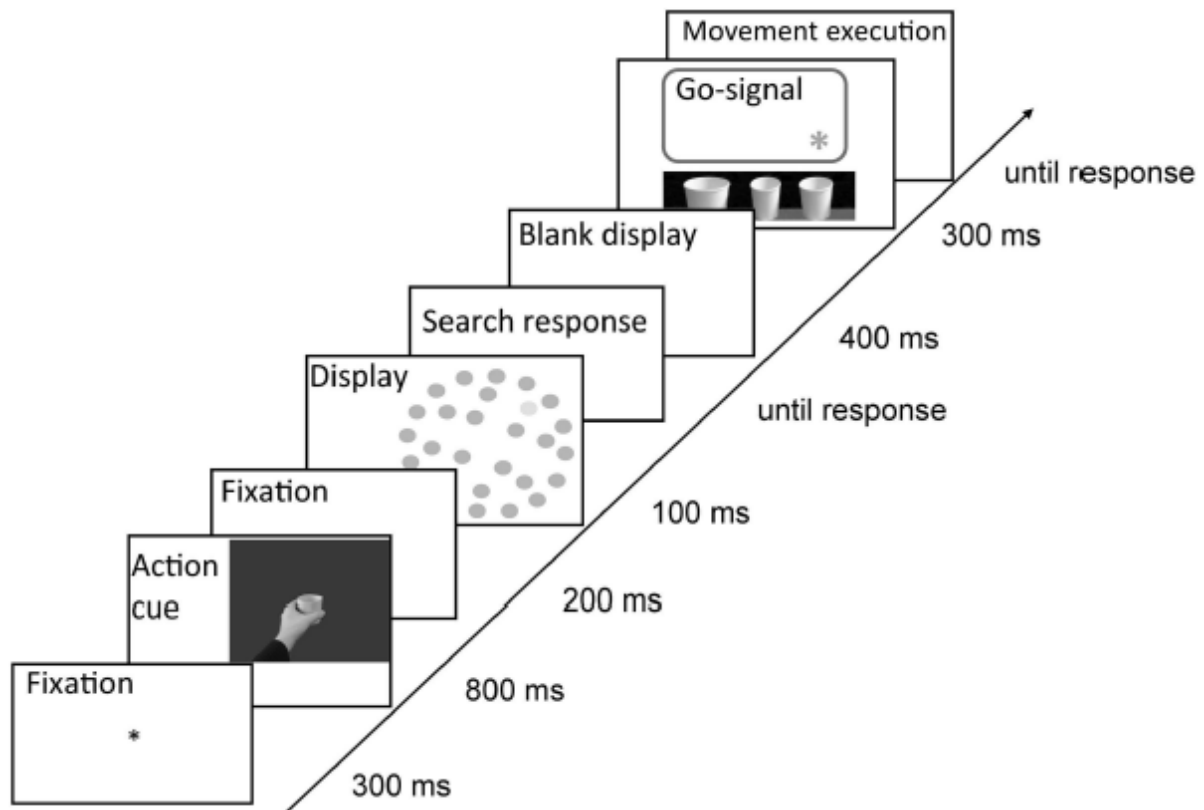 Movement execution
Go-signal
*
until response
Blank display
300 ms
Search response
400 ms
Display
until response
Fixation
100 ms
Action
cue
200 ms
Fixation
800 ms
*
300 ms